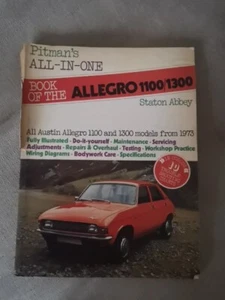 Pitman's
ALL-IN-ONE
BOOK OF THE ALLEGRO 1100/1300
Staton Abbey
All Austin Allegro 1100 and 1300 models from 1973
Fully Illustrated · Do-it-yourself · Maintenance · Servicing
Adjustments · Repairs & Overhaul · Testing · Workshop Practice
Wiring Diagrams · Bodywork Care · Specifications